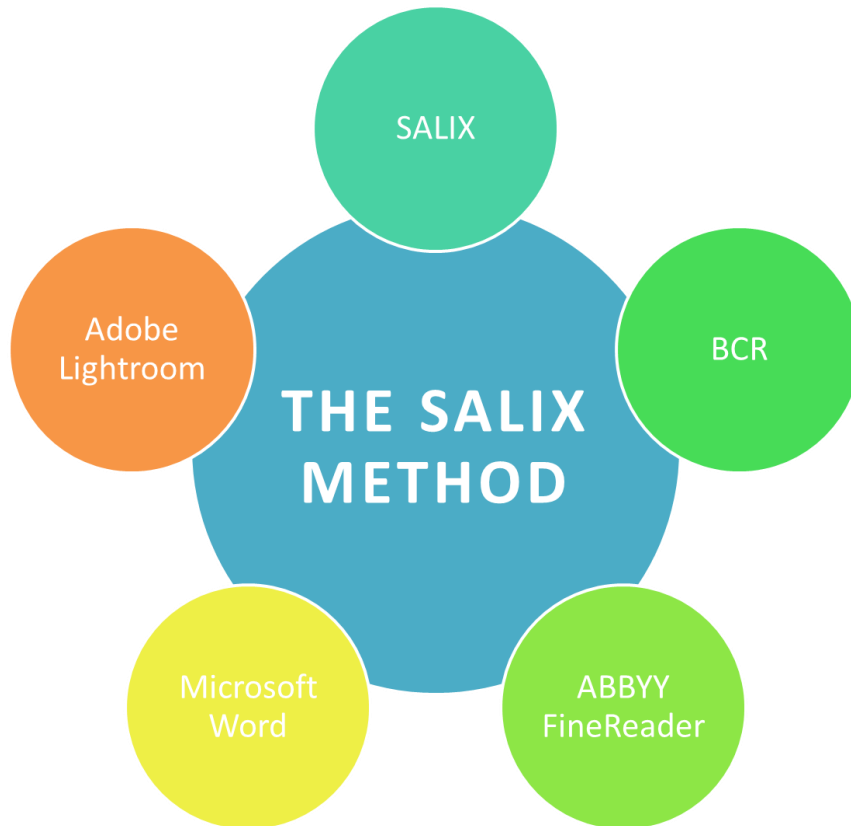 SALIX
BCR
ABBYY
FineReader
Microsoft
Word
Adobe
Lightroom
THE SALIX
METHOD